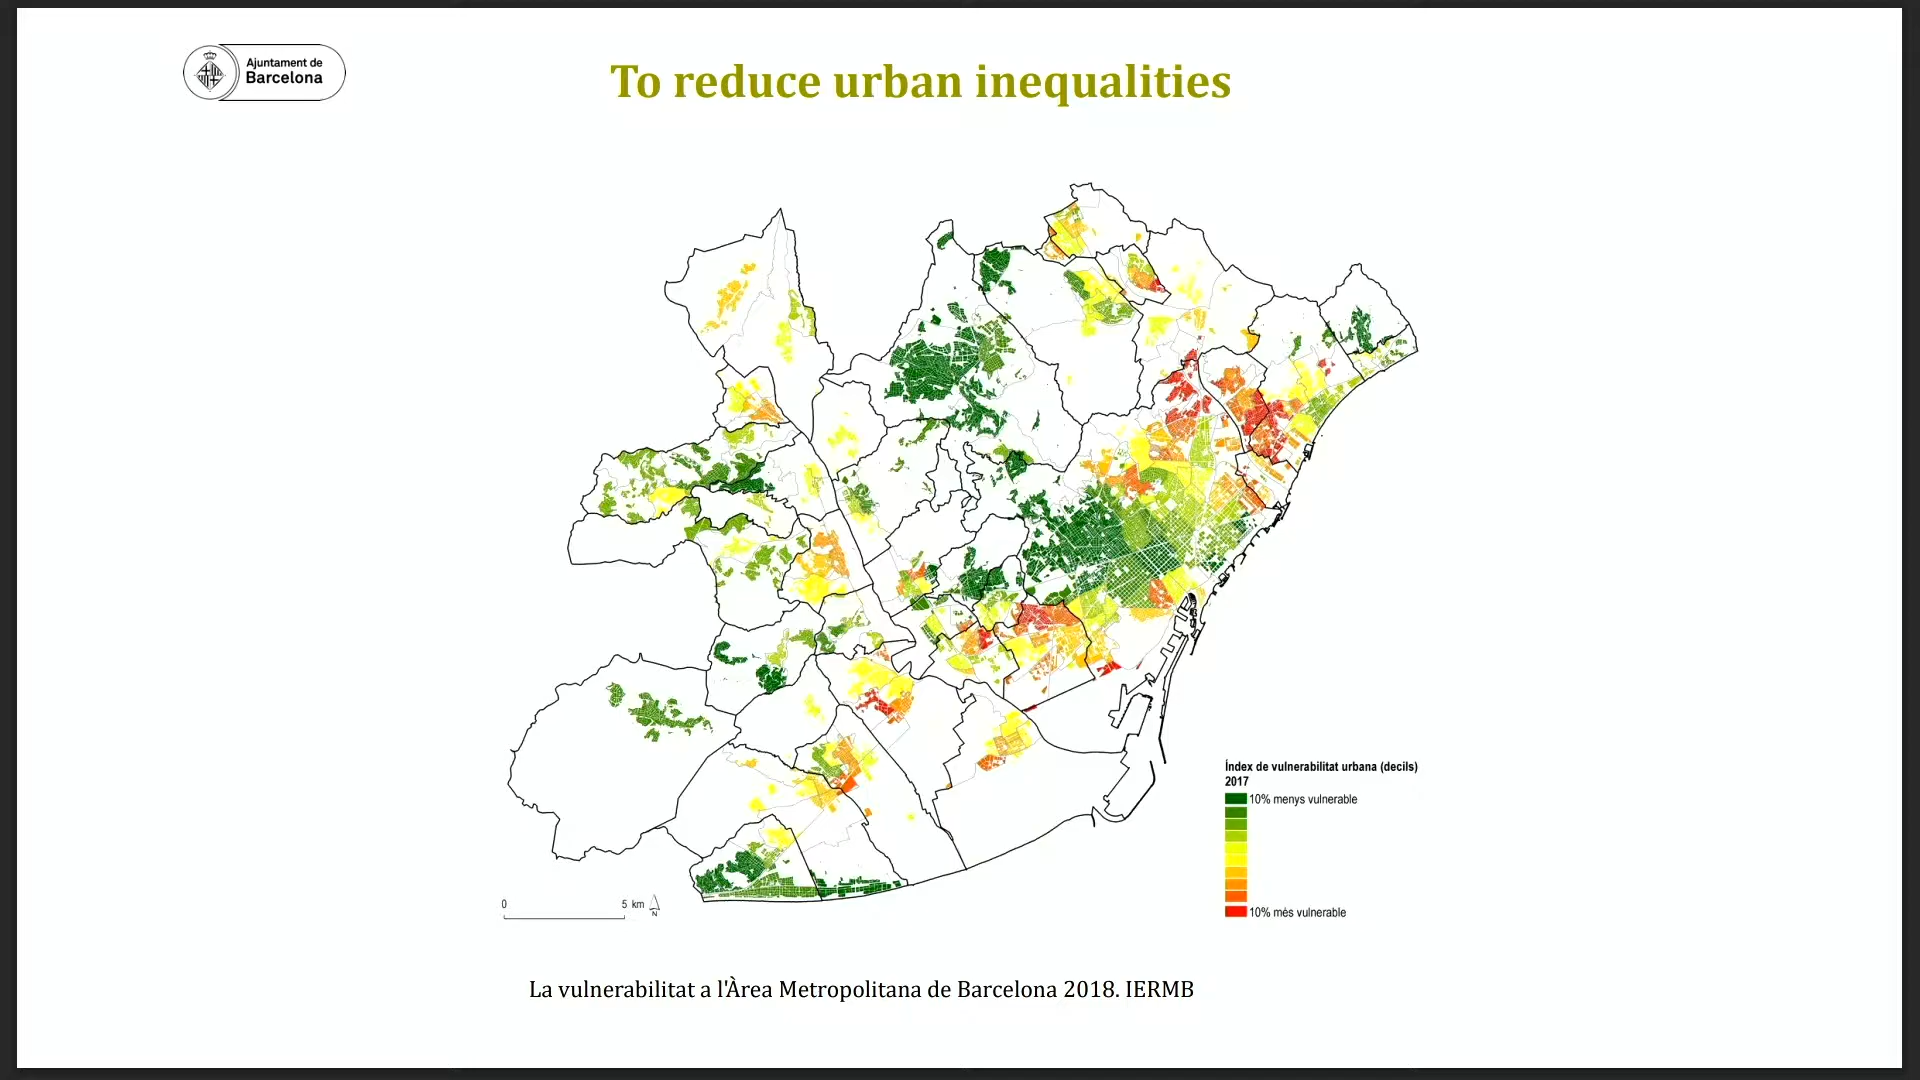 Ajuntament de
Barcelona
To reduce urban inequalities
Índex de vulnerabilitat urbana (decils)
2017
10% menys vulnerable
10% més vulnerable
0 5 km
N
La vulnerabilitat a l'Àrea Metropolitana de Barcelona 2018. IERMB